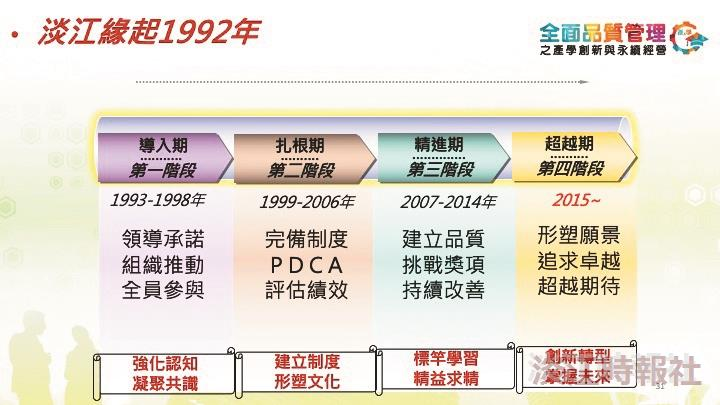 • 淡江緣起1992年
全面品質管理
之產學創新與永續經營
導入期
第一階段
扎根期
第二階段
精進期
第三階段
超越期
第四階段
1993-1998年
1999-2006年
2007-2014年
2015~
領導承諾
組織推動
全員參與
完備制度
PDCA
評估績效
建立品質
挑戰獎項
持續改善
形塑願景
追求卓越
超越期待
強化認知
凝聚共識
建立制度
形塑文化
標竿學習
精益求精
創新轉型
掌握未來
淡江時報社
31